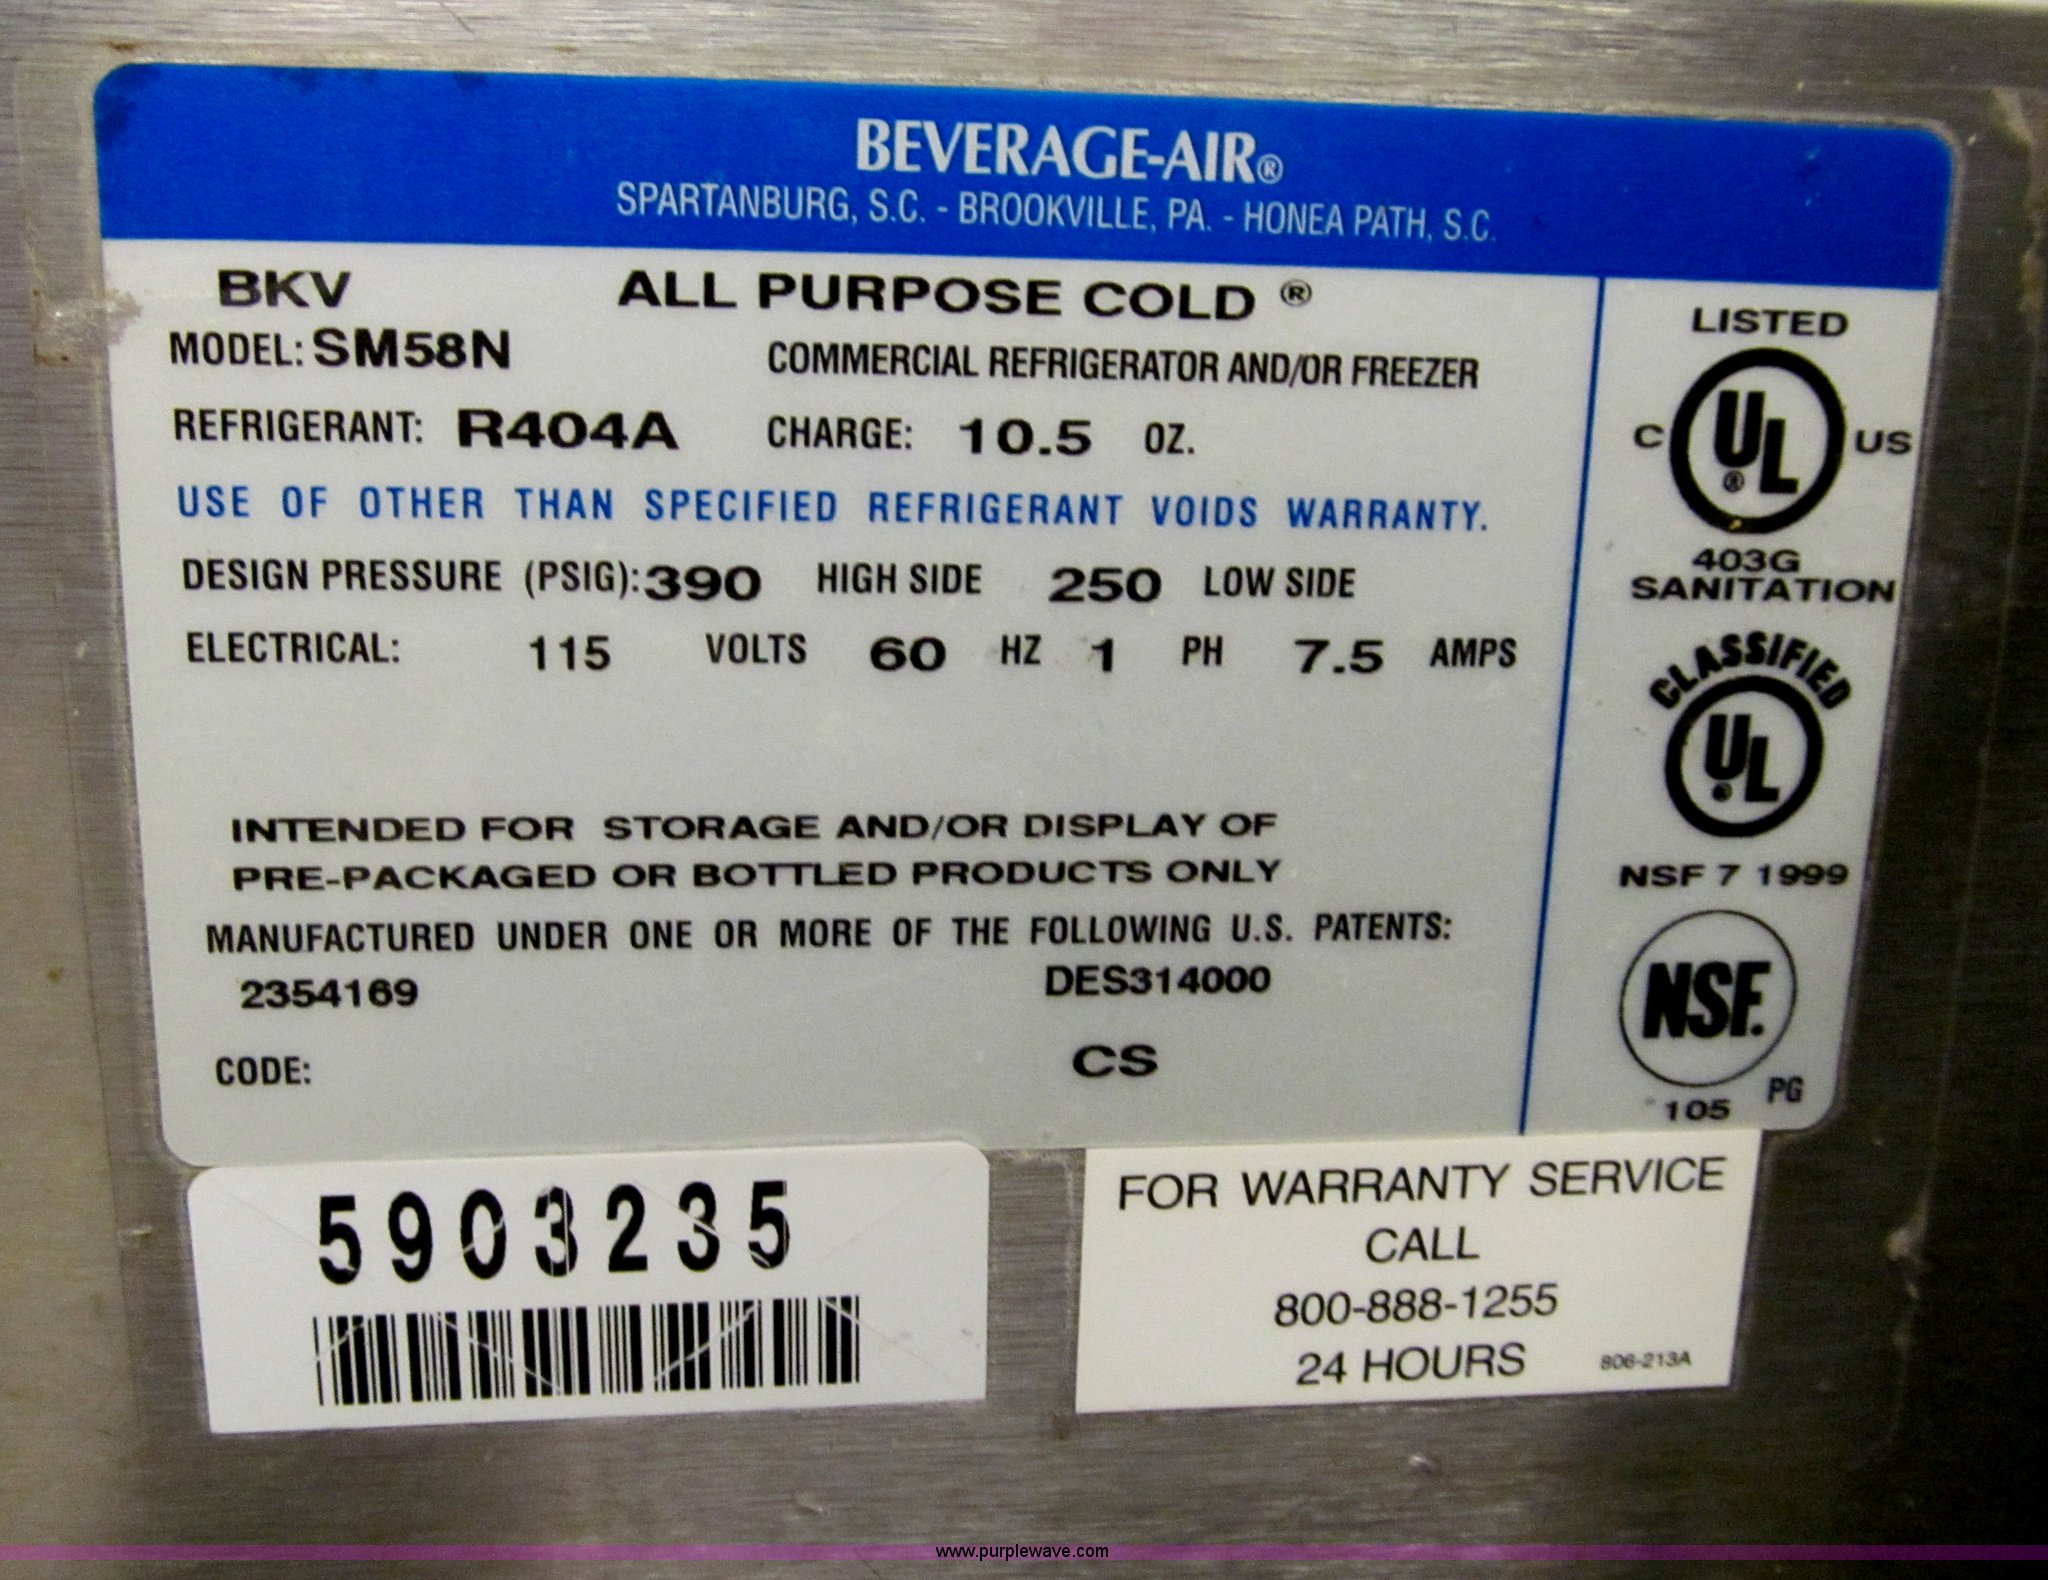 BEVERAGE-AIR®
SPARTANBURG, S.C. - BROOKVILLE, PA. - HONEA PATH, S.C.
BKV ALL PURPOSE COLD ®
MODEL: SM58N COMMERCIAL REFRIGERATOR AND/OR FREEZER
REFRIGERANT: R404A CHARGE: 10.5 OZ.
USE OF OTHER THAN SPECIFIED REFRIGERANT VOIDS WARRANTY.
DESIGN PRESSURE (PSIG): 390 HIGH SIDE 250 LOW SIDE
ELECTRICAL: 115 VOLTS 60 HZ 1 PH 7.5 AMPS
INTENDED FOR STORAGE AND/OR DISPLAY OF
PRE-PACKAGED OR BOTTLED PRODUCTS ONLY
MANUFACTURED UNDER ONE OR MORE OF THE FOLLOWING U.S. PATENTS:
2354169 DES314000
CODE: CS
LISTED
C UL® US
403G
SANITATION
CLASSIFIED
UL®
NSF 7 1999
NSF.
105 PG
5903235
FOR WARRANTY SERVICE
CALL
800-888-1255
24 HOURS 806-213A
www.purplewave.com